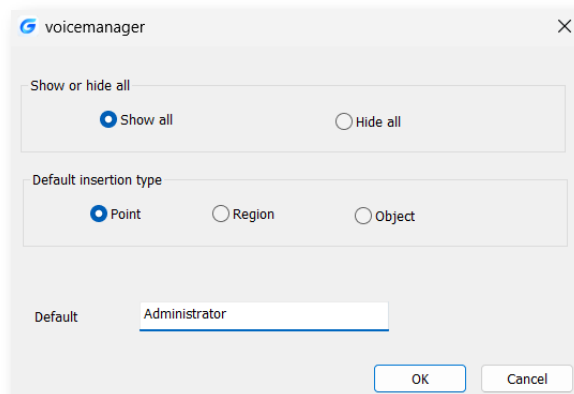 voicemanager
Show or hide all
Show all Hide all
Default insertion type
Point Region Object
Default Administrator
OK Cancel